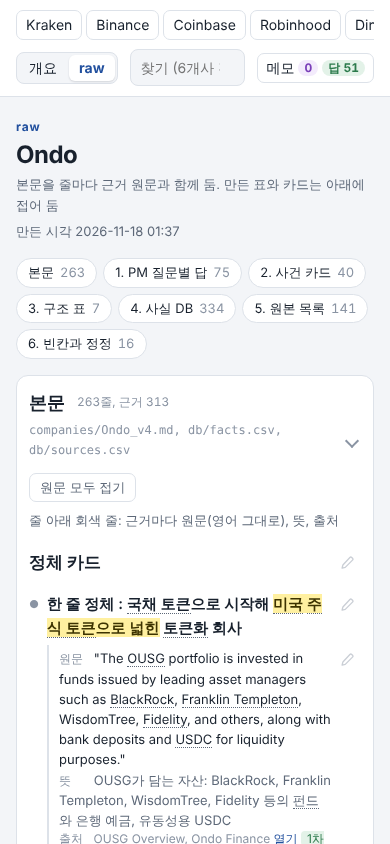 Kraken Binance Coinbase Robinhood
개요 raw 찾기 (6개사 메모 0 답 51
raw
Ondo
본문을 줄마다 근거 원문과 함께 둠. 만든 표와 카드는 아래에
접어 둠
만든 시각 2026-11-18 01:37
본문 263 1. PM 질문별 답 75 2. 사건 카드 40
3. 구조 표 7 4. 사실 DB 334 5. 원본 목록 141
6. 빈칸과 정정 16
본문 263줄, 근거 313
companies/Ondo_v4.md, db/facts.csv,
db/sources.csv
원문 모두 접기
줄 아래 회색 줄: 근거마다 원문(영어 그대로), 뜻, 출처
정체 카드
한 줄 정체 : 국채 토큰으로 시작해 미국 주
식 토큰으로 넓힌 토큰화 회사
원문 "The OUSG portfolio is invested in
funds issued by leading asset managers
such as BlackRock, Franklin Templeton,
WisdomTree, Fidelity, and others, along with
bank deposits and USDC for liquidity
purposes."
뜻 OUSG가 담는 자산: BlackRock, Franklin
Templeton, WisdomTree, Fidelity 등의 펀드
와 은행 예금, 유동성용 USDC
출처 OUSG Overview, Ondo Finance 열기 1차